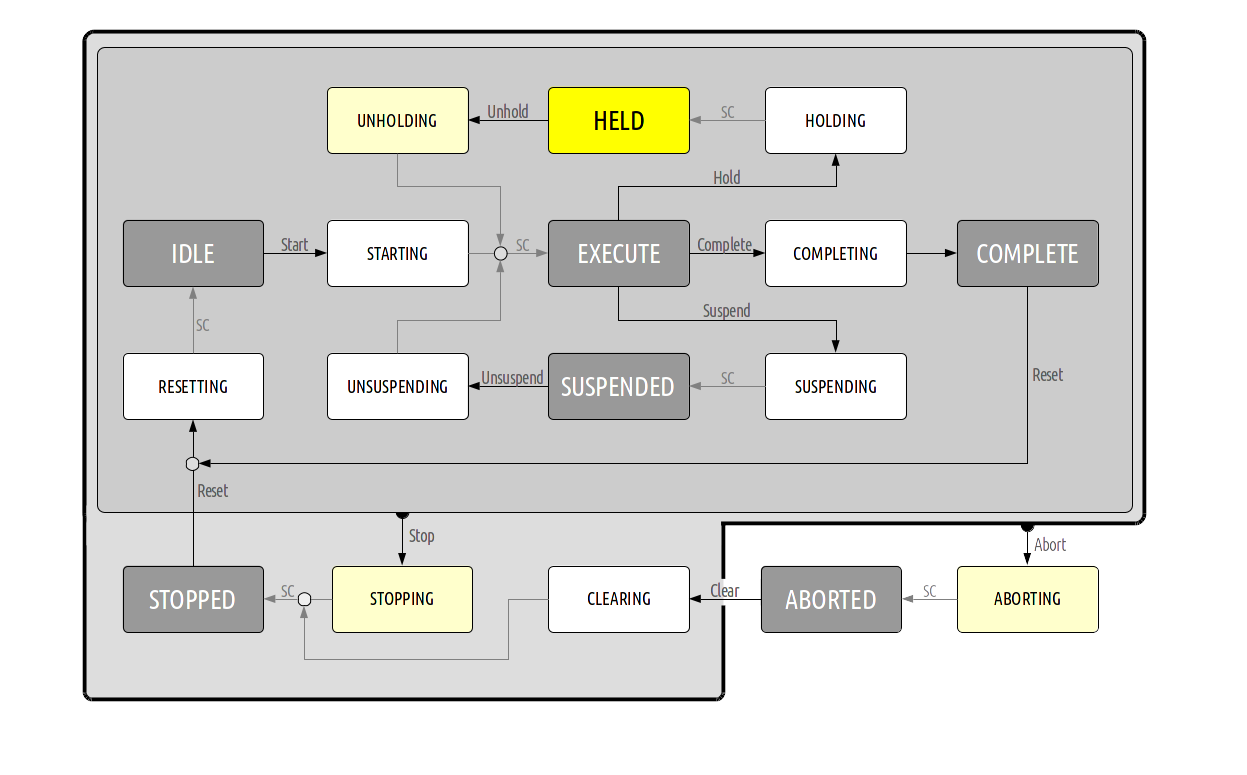 UNHOLDING
Unhold
HELD
SC
HOLDING
Hold
IDLE
Start
STARTING
SC
EXECUTE
Complete
COMPLETING
COMPLETE
SC
Suspend
RESETTING
UNSUSPENDING
Unsuspend
SUSPENDED
SC
SUSPENDING
Reset
Reset
Stop
Abort
STOPPED
SC
STOPPING
CLEARING
Clear
ABORTED
SC
ABORTING